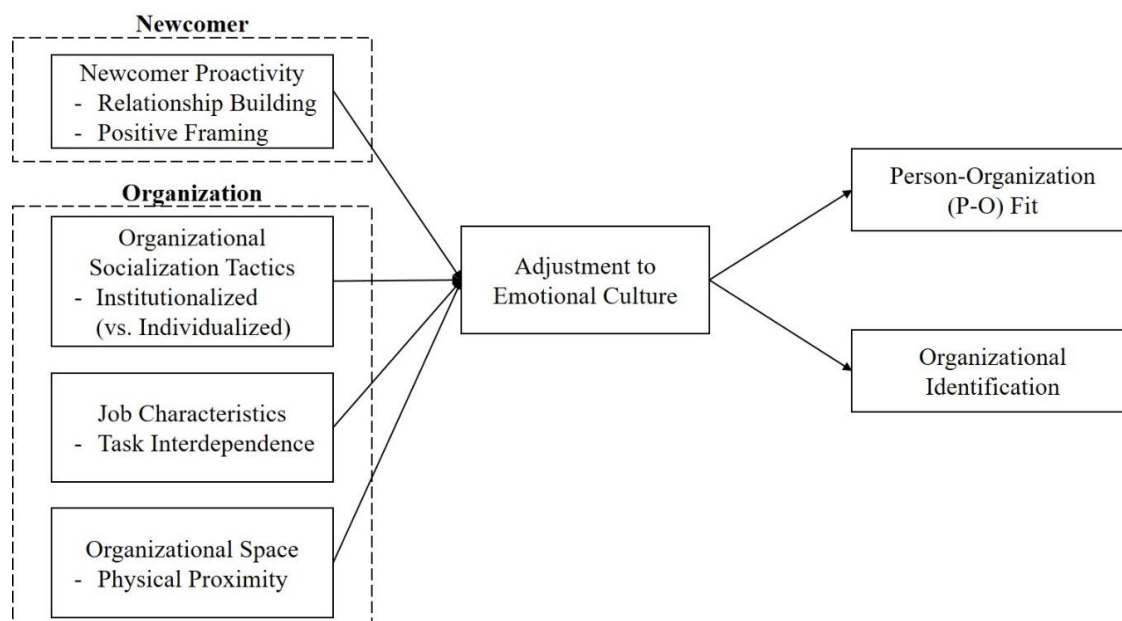 Newcomer
Newcomer Proactivity
- Relationship Building
- Positive Framing
Organization
Organizational
Socialization Tactics
- Institutionalized
(vs. Individualized)
Job Characteristics
- Task Interdependence
Organizational Space
- Physical Proximity
Adjustment to
Emotional Culture
Person-Organization
(P-O) Fit
Organizational
Identification